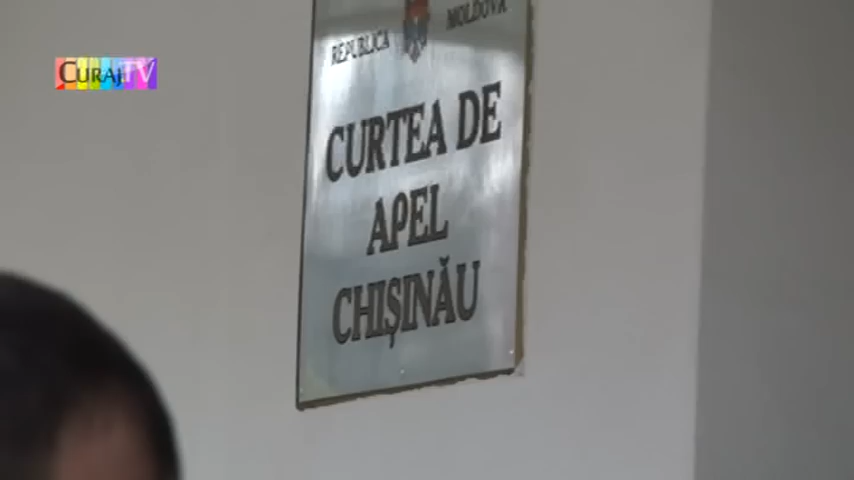 CURAJ TV
REPUBLICA MOLDOVA
CURTEA DE
APEL
CHIȘINĂU